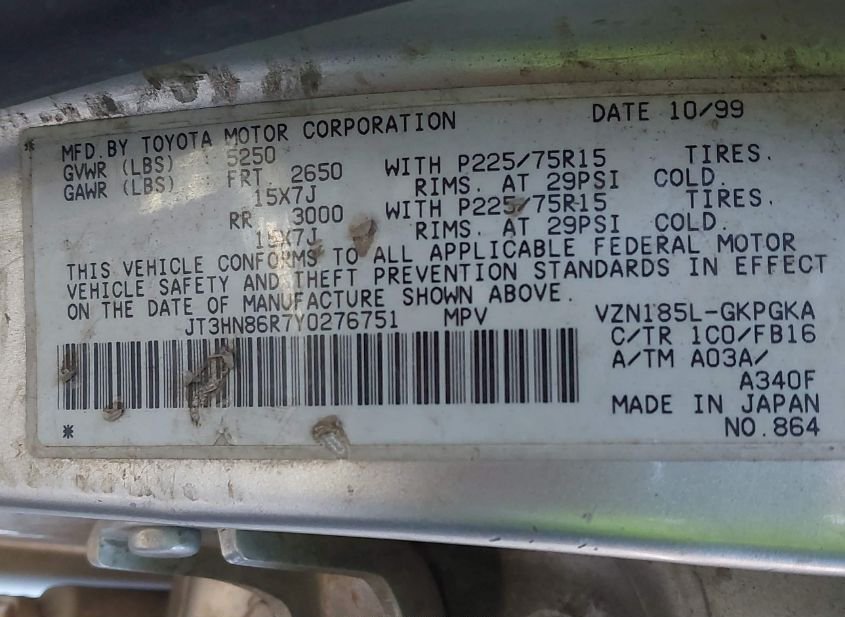 * MFD.BY TOYOTA MOTOR CORPORATION DATE 10/99
GVWR (LBS) 5250
GAWR (LBS) FRT 2650 WITH P225/75R15 TIRES.
15X7J RIMS. AT 29PSI COLD.
RR 3000 WITH P225/75R15 TIRES.
15X7J RIMS. AT 29PSI COLD.
THIS VEHICLE CONFORMS TO ALL APPLICABLE FEDERAL MOTOR
VEHICLE SAFETY AND THEFT PREVENTION STANDARDS IN EFFECT
ON THE DATE OF MANUFACTURE SHOWN ABOVE.
JT3HN86R7Y0276751 MPV VZN185L-GKPGKA
C/TR 1C0/FB16
A/TM A03A/
A340F
MADE IN JAPAN
* NO.864